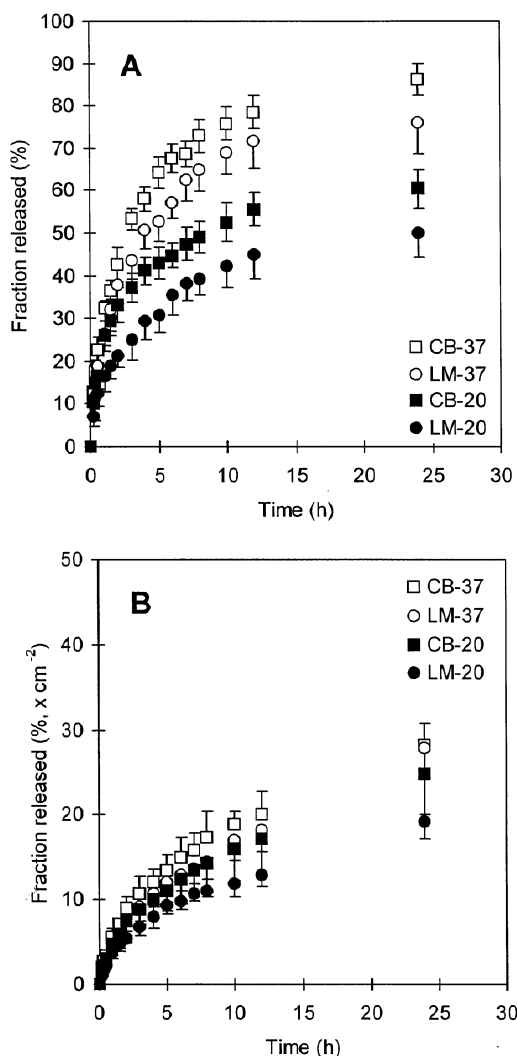 100
90
A
80
70
60
50
40
30
20
10
0
Fraction released (%)
CB-37
LM-37
CB-20
LM-20
0 5 10 15 20 25 30
Time (h)
50
B
40
30
20
10
0
Fraction released (%, x cm⁻²)
CB-37
LM-37
CB-20
LM-20
0 5 10 15 20 25 30
Time (h)